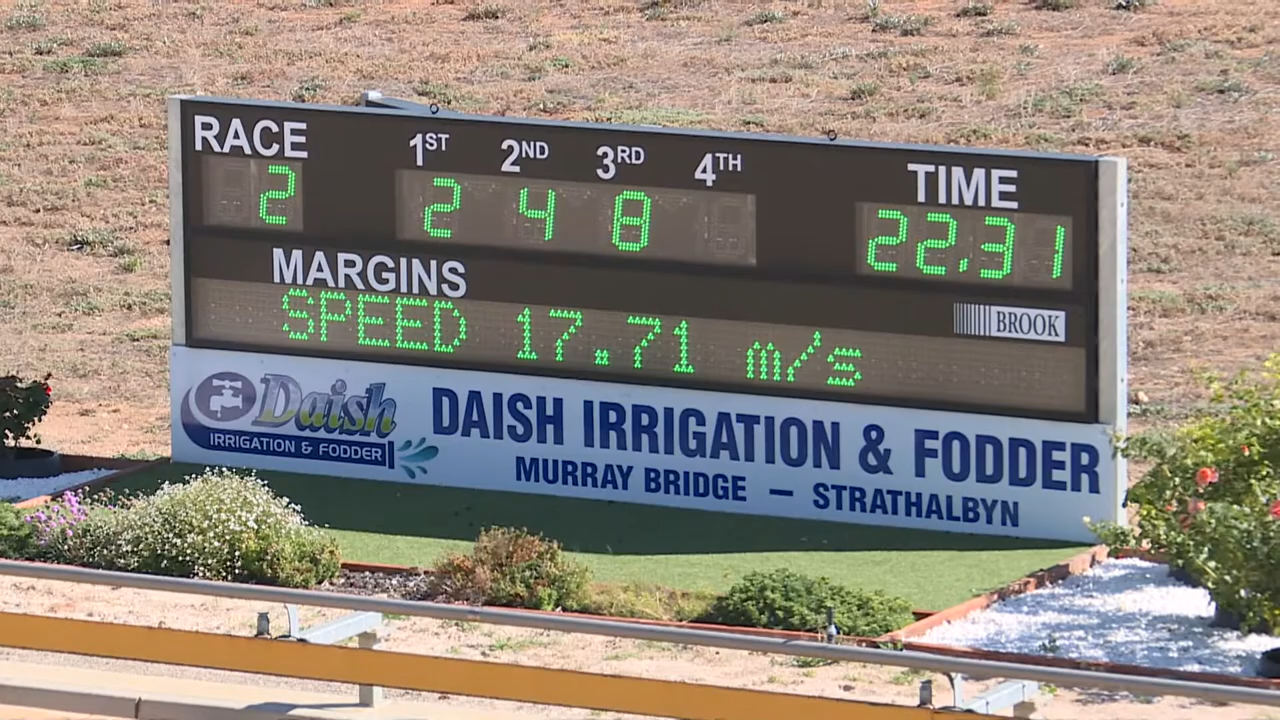 RACE 1ST 2ND 3RD 4TH TIME
2 2 4 8 22.31
MARGINS
BROOK
SPEED 17.71 m/s
Daish
IRRIGATION & FODDER
DAISH IRRIGATION & FODDER
MURRAY BRIDGE – STRATHALBYN